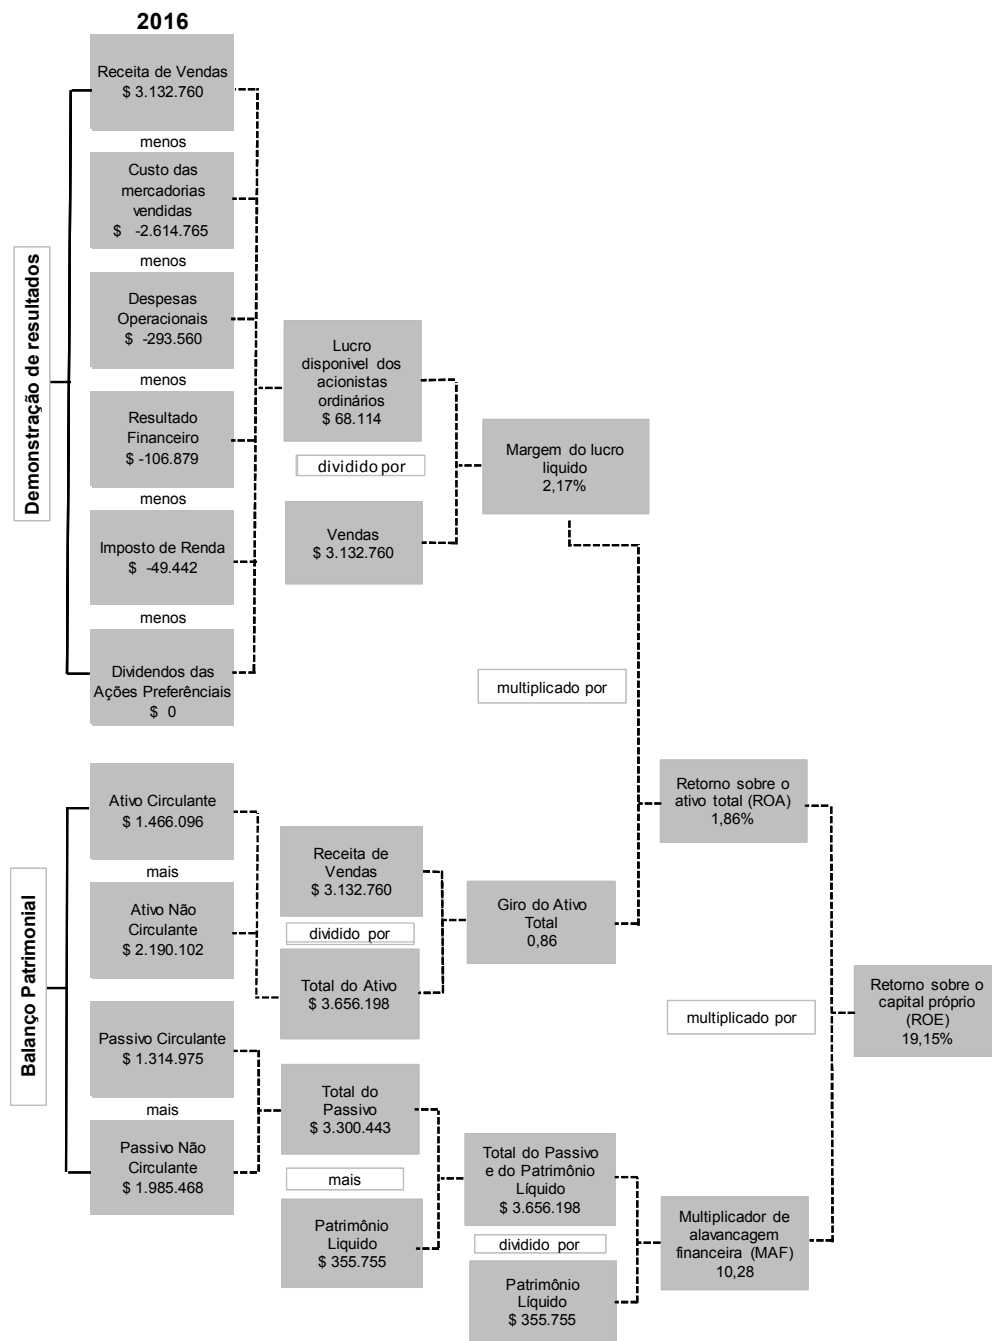 2016
Demonstração de resultados
Receita de Vendas
$ 3.132.760
menos
Custo das
mercadorias
vendidas
$ -2.614.765
menos
Despesas
Operacionais
$ -293.560
menos
Resultado
Financeiro
$ -106.879
menos
Imposto de Renda
$ -49.442
menos
Dividendos das
Ações Preferênciais
$ 0
Lucro
disponivel dos
acionistas
ordinários
$ 68.114
dividido por
Vendas
$ 3.132.760
Margem do lucro
liquido
2,17%
multiplicado por
Balanço Patrimonial
Ativo Circulante
$ 1.466.096
mais
Ativo Não
Circulante
$ 2.190.102
Passivo Circulante
$ 1.314.975
mais
Passivo Não
Circulante
$ 1.985.468
Receita de
Vendas
$ 3.132.760
dividido por
Total do Ativo
$ 3.656.198
Giro do Ativo
Total
0,86
Retorno sobre o
ativo total (ROA)
1,86%
multiplicado por
Retorno sobre o
capital próprio
(ROE)
19,15%
Total do
Passivo
$ 3.300.443
mais
Patrimônio
Liquido
$ 355.755
Total do Passivo
e do Patrimônio
Líquido
$ 3.656.198
dividido por
Patrimônio
Líquido
$ 355.755
Multiplicador de
alavancagem
financeira (MAF)
10,28